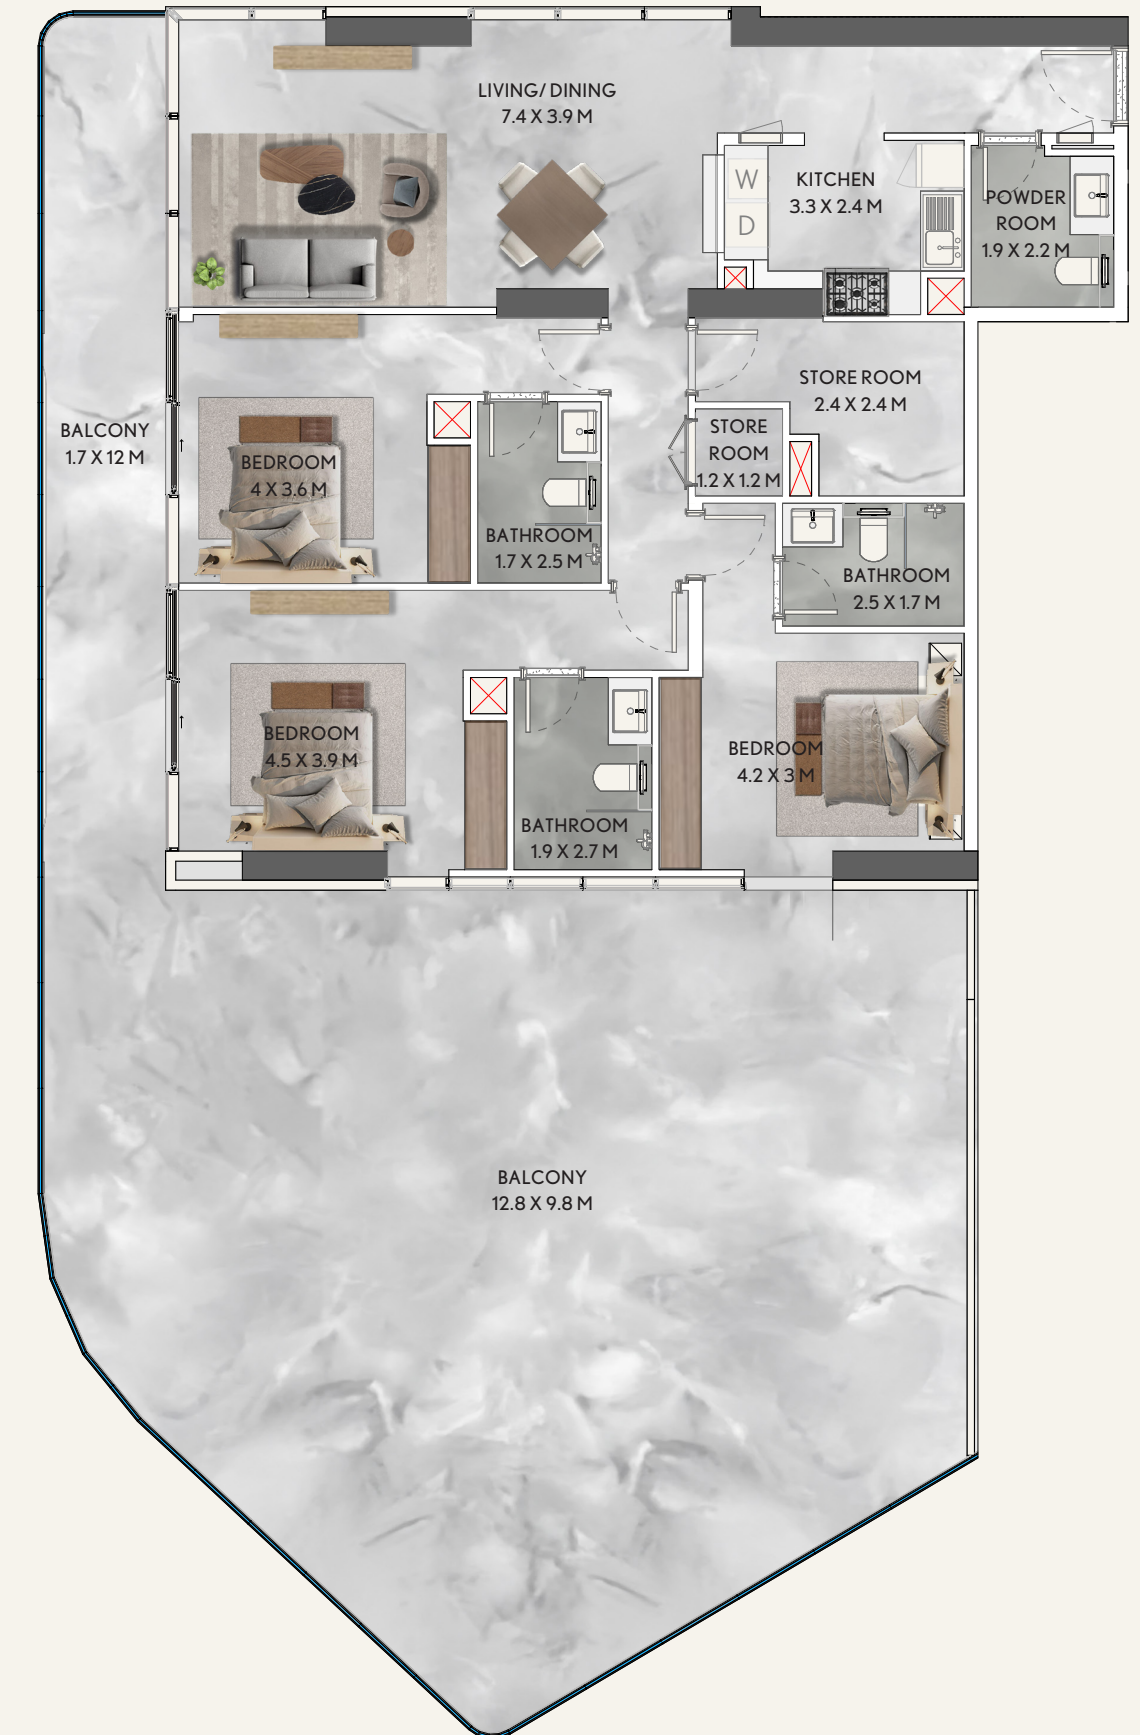 LIVING/ DINING
7.4 X 3.9 M
W
D
KITCHEN
3.3 X 2.4 M
POWDER
ROOM
1.9 X 2.2 M
STORE ROOM
2.4 X 2.4 M
STORE
ROOM
1.2 X 1.2 M
BALCONY
1.7 X 12 M
BEDROOM
4 X 3.6 M
BATHROOM
1.7 X 2.5 M
BATHROOM
2.5 X 1.7 M
BEDROOM
4.5 X 3.9 M
BEDROOM
4.2 X 3 M
BATHROOM
1.9 X 2.7 M
BALCONY
12.8 X 9.8 M